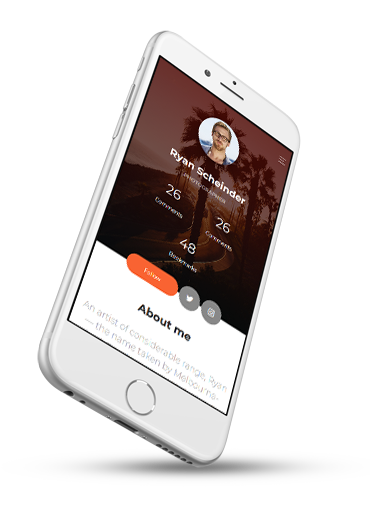 Ryan Scheinder
PHOTOGRAPHER
26
Comments
26
Comments
48
Bookmarks
Follow
About me
An artist of considerable range, Ryan
— the name taken by Melbourne-